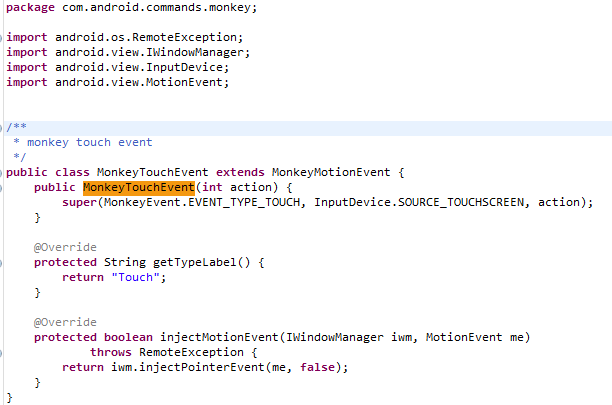 package com.android.commands.monkey;
import android.os.RemoteException;
import android.view.IWindowManager;
import android.view.InputDevice;
import android.view.MotionEvent;
/**
 * monkey touch event
 */
public class MonkeyTouchEvent extends MonkeyMotionEvent {
    public MonkeyTouchEvent(int action) {
        super(MonkeyEvent.EVENT_TYPE_TOUCH, InputDevice.SOURCE_TOUCHSCREEN, action);
    }
    @Override
    protected String getTypeLabel() {
        return "Touch";
    }
    @Override
    protected boolean injectMotionEvent(IWindowManager iwm, MotionEvent me)
            throws RemoteException {
        return iwm.injectPointerEvent(me, false);
    }
}